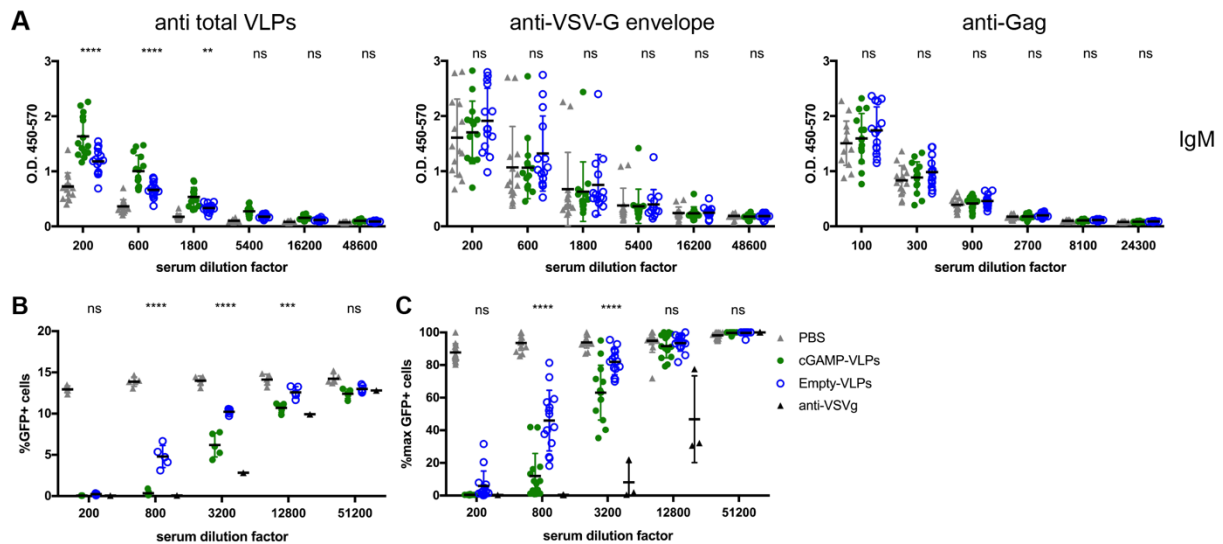 A
anti total VLPs
anti-VSV-G envelope
anti-Gag
**** **** ** ns ns ns
ns ns ns ns ns ns
ns ns ns ns ns ns
O.D. 450-570
3
2
1
0
200 600 1800 5400 16200 48600
serum dilution factor
O.D. 450-570
3
2
1
0
200 600 1800 5400 16200 48600
serum dilution factor
O.D. 450-570
3
2
1
0
100 300 900 2700 8100 24300
serum dilution factor
IgM
B
ns **** **** *** ns
%GFP+ cells
20
15
10
5
0
200 800 3200 12800 51200
serum dilution factor
C
ns **** **** ns ns
%max GFP+ cells
100
80
60
40
20
0
200 800 3200 12800 51200
serum dilution factor
PBS
cGAMP-VLPs
Empty-VLPs
anti-VSVg